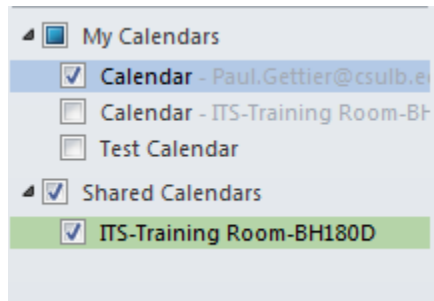 My Calendars
Calendar - Paul.Gettier@csulb.e
Calendar - ITS-Training Room-BH
Test Calendar
Shared Calendars
ITS-Training Room-BH180D